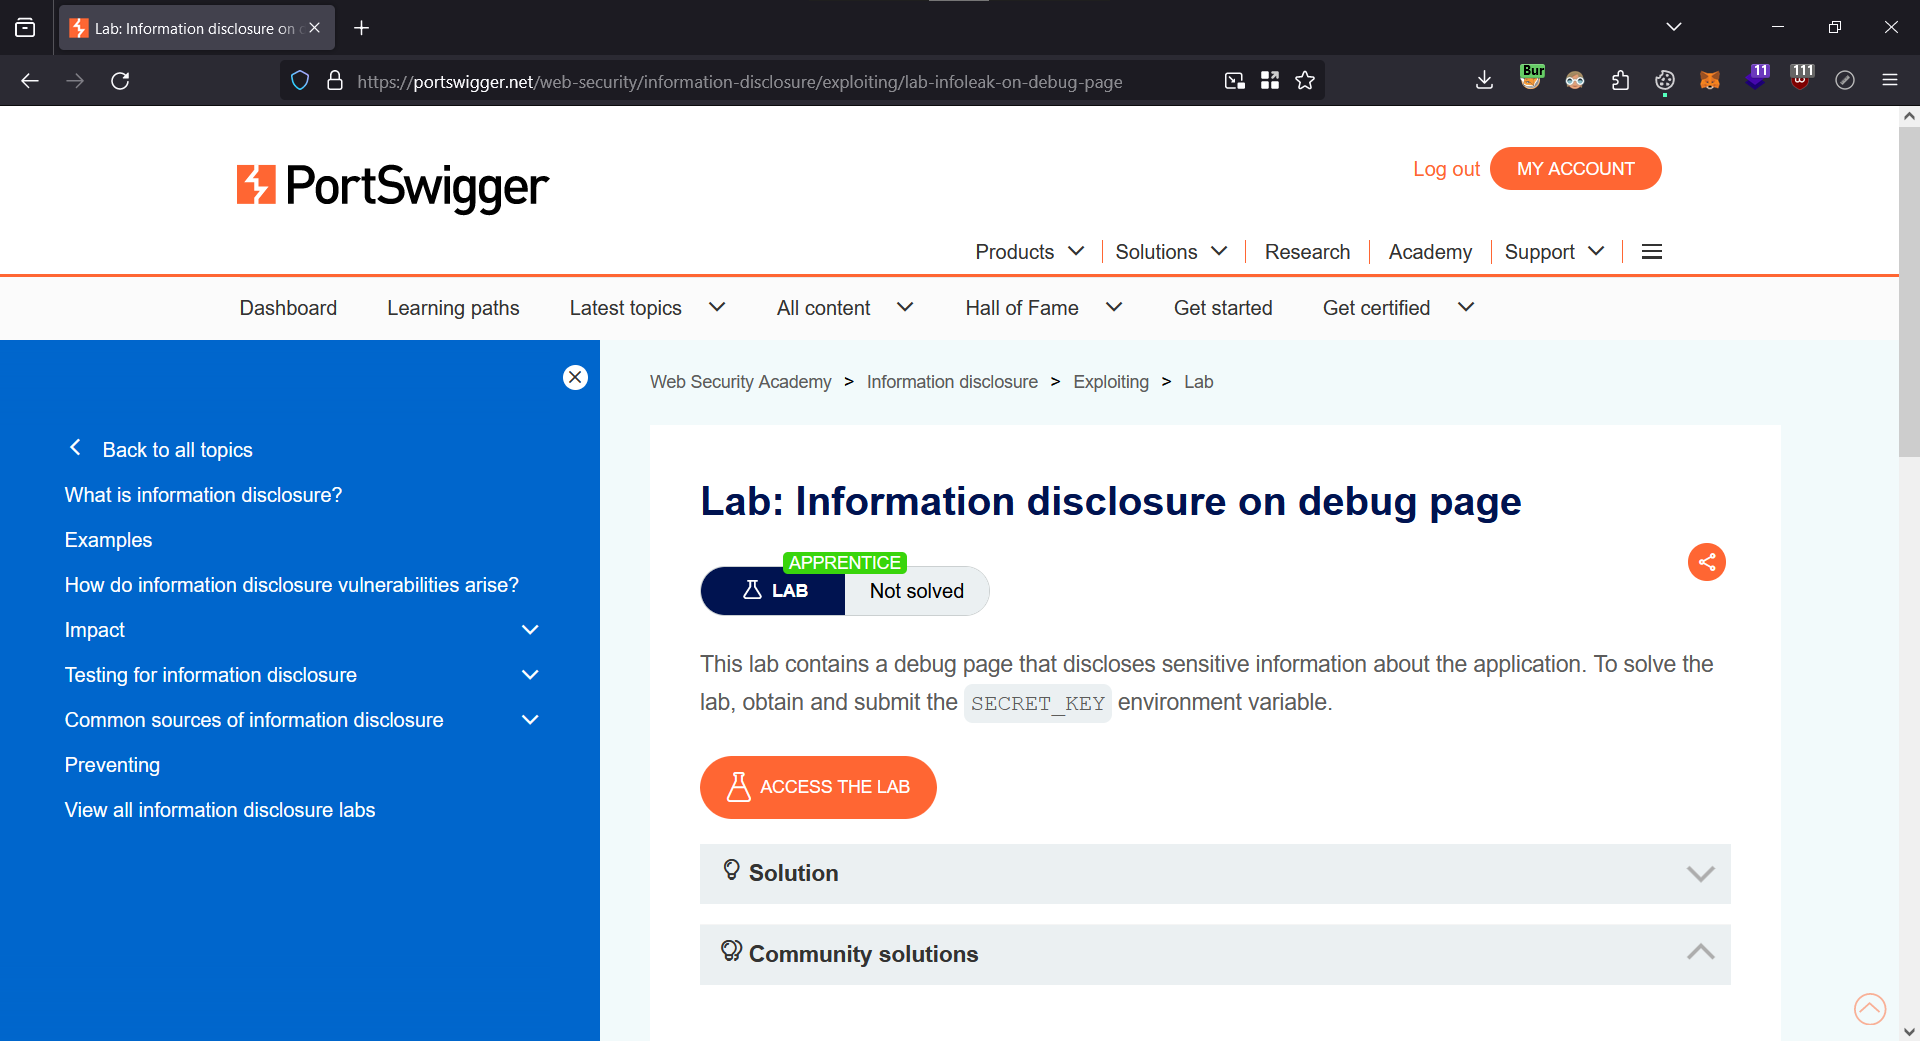 Lab: Information disclosure on
https://portswigger.net/web-security/information-disclosure/exploiting/lab-infoleak-on-debug-page
Bur
11
111
PortSwigger
Log out
MY ACCOUNT
Products
Solutions
Research
Academy
Support
Dashboard
Learning paths
Latest topics
All content
Hall of Fame
Get started
Get certified
Back to all topics
What is information disclosure?
Examples
How do information disclosure vulnerabilities arise?
Impact
Testing for information disclosure
Common sources of information disclosure
Preventing
View all information disclosure labs
Web Security Academy > Information disclosure > Exploiting > Lab
Lab: Information disclosure on debug page
APPRENTICE
LAB
Not solved
This lab contains a debug page that discloses sensitive information about the application. To solve the
lab, obtain and submit the SECRET_KEY environment variable.
ACCESS THE LAB
Solution
Community solutions